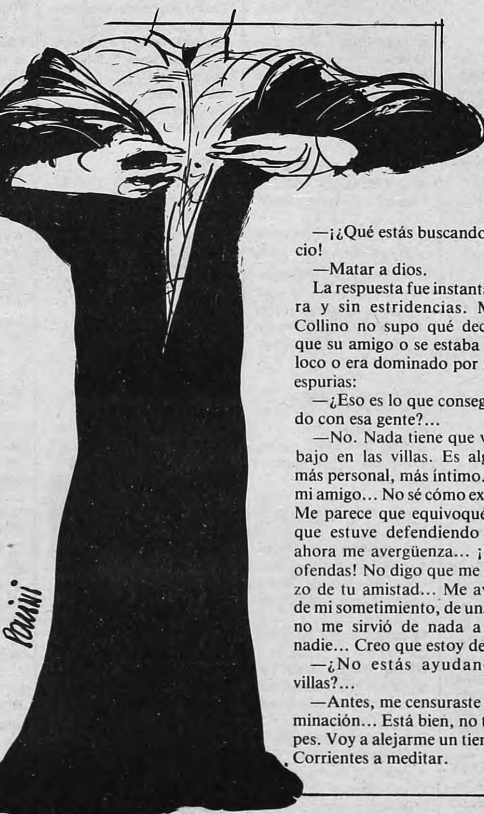 —¡¿Qué estás buscando
cio!
—Matar a dios.
La respuesta fue instant
ra y sin estridencias. M
Collino no supo qué dec
que su amigo o se estaba
loco o era dominado por
espurias:
—¿Eso es lo que conseg
do con esa gente?...
—No. Nada tiene que v
bajo en las villas. Es alg
más personal, más íntimo.
mi amigo... No sé cómo ex
Me parece que equivoqué
que estuve defendiendo
ahora me avergüenza... ¡
ofendas! No digo que me
zo de tu amistad... Me av
de mi sometimiento, de un
no me sirvió de nada a
nadie... Creo que estoy de
—¿No estás ayudan
villas?...
—Antes, me censuraste
minación... Está bien, no t
pes. Voy a alejarme un tien
Corrientes a meditar.